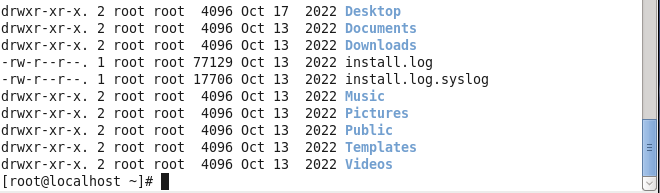 drwxr-xr-x. 2 root root  4096 Oct 17  2022 Desktop
drwxr-xr-x. 2 root root  4096 Oct 13  2022 Documents
drwxr-xr-x. 2 root root  4096 Oct 13  2022 Downloads
-rw-r--r--. 1 root root 77129 Oct 13  2022 install.log
-rw-r--r--. 1 root root 17706 Oct 13  2022 install.log.syslog
drwxr-xr-x. 2 root root  4096 Oct 13  2022 Music
drwxr-xr-x. 2 root root  4096 Oct 13  2022 Pictures
drwxr-xr-x. 2 root root  4096 Oct 13  2022 Public
drwxr-xr-x. 2 root root  4096 Oct 13  2022 Templates
drwxr-xr-x. 2 root root  4096 Oct 13  2022 Videos
[root@localhost ~]#